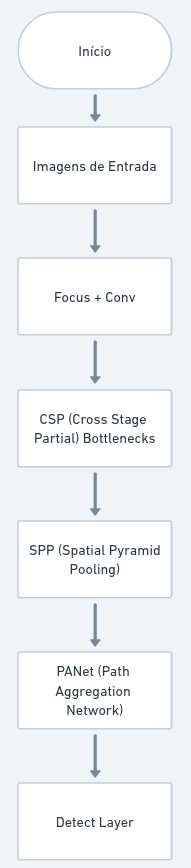 Início
Imagens de Entrada
Focus + Conv
CSP (Cross Stage
Partial) Bottlenecks
SPP (Spatial Pyramid
Pooling)
PANet (Path
Aggregation
Network)
Detect Layer